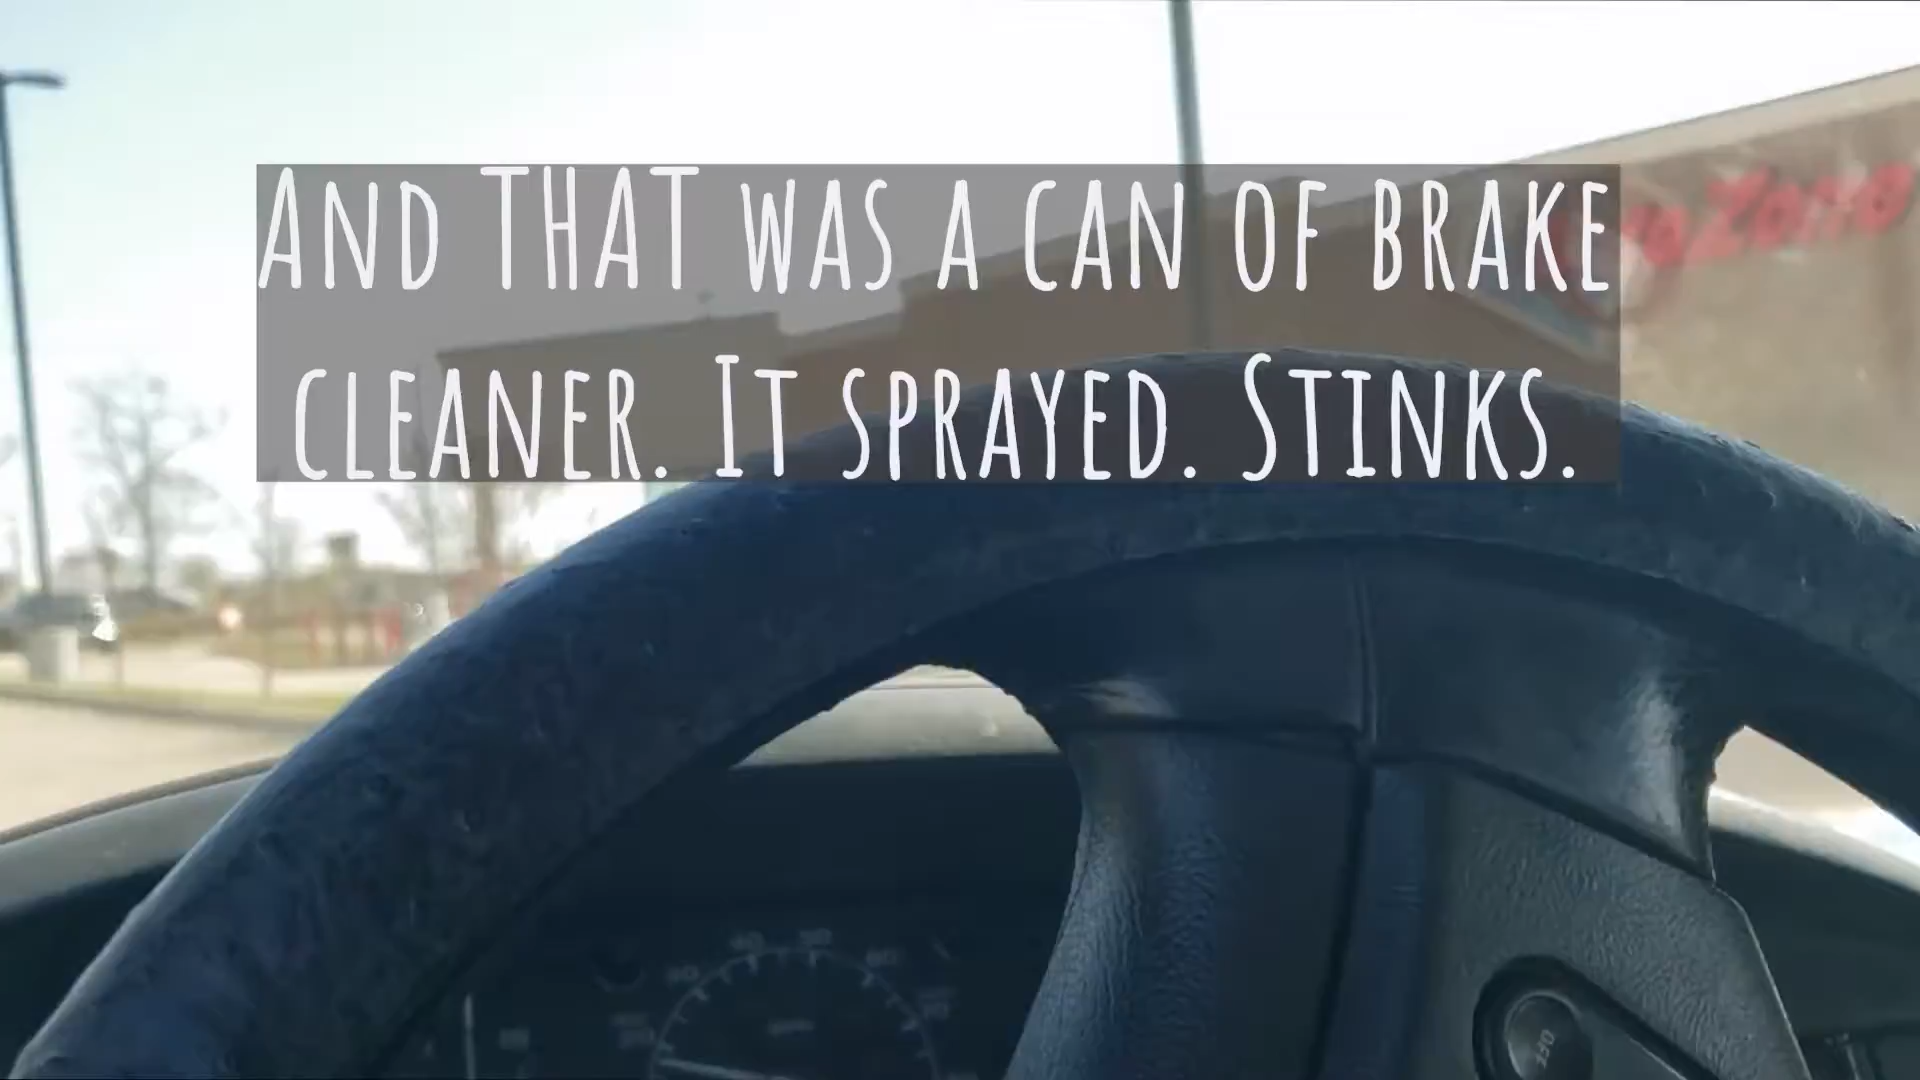 And THAT was a can of brake
cleaner. It sprayed. Stinks.